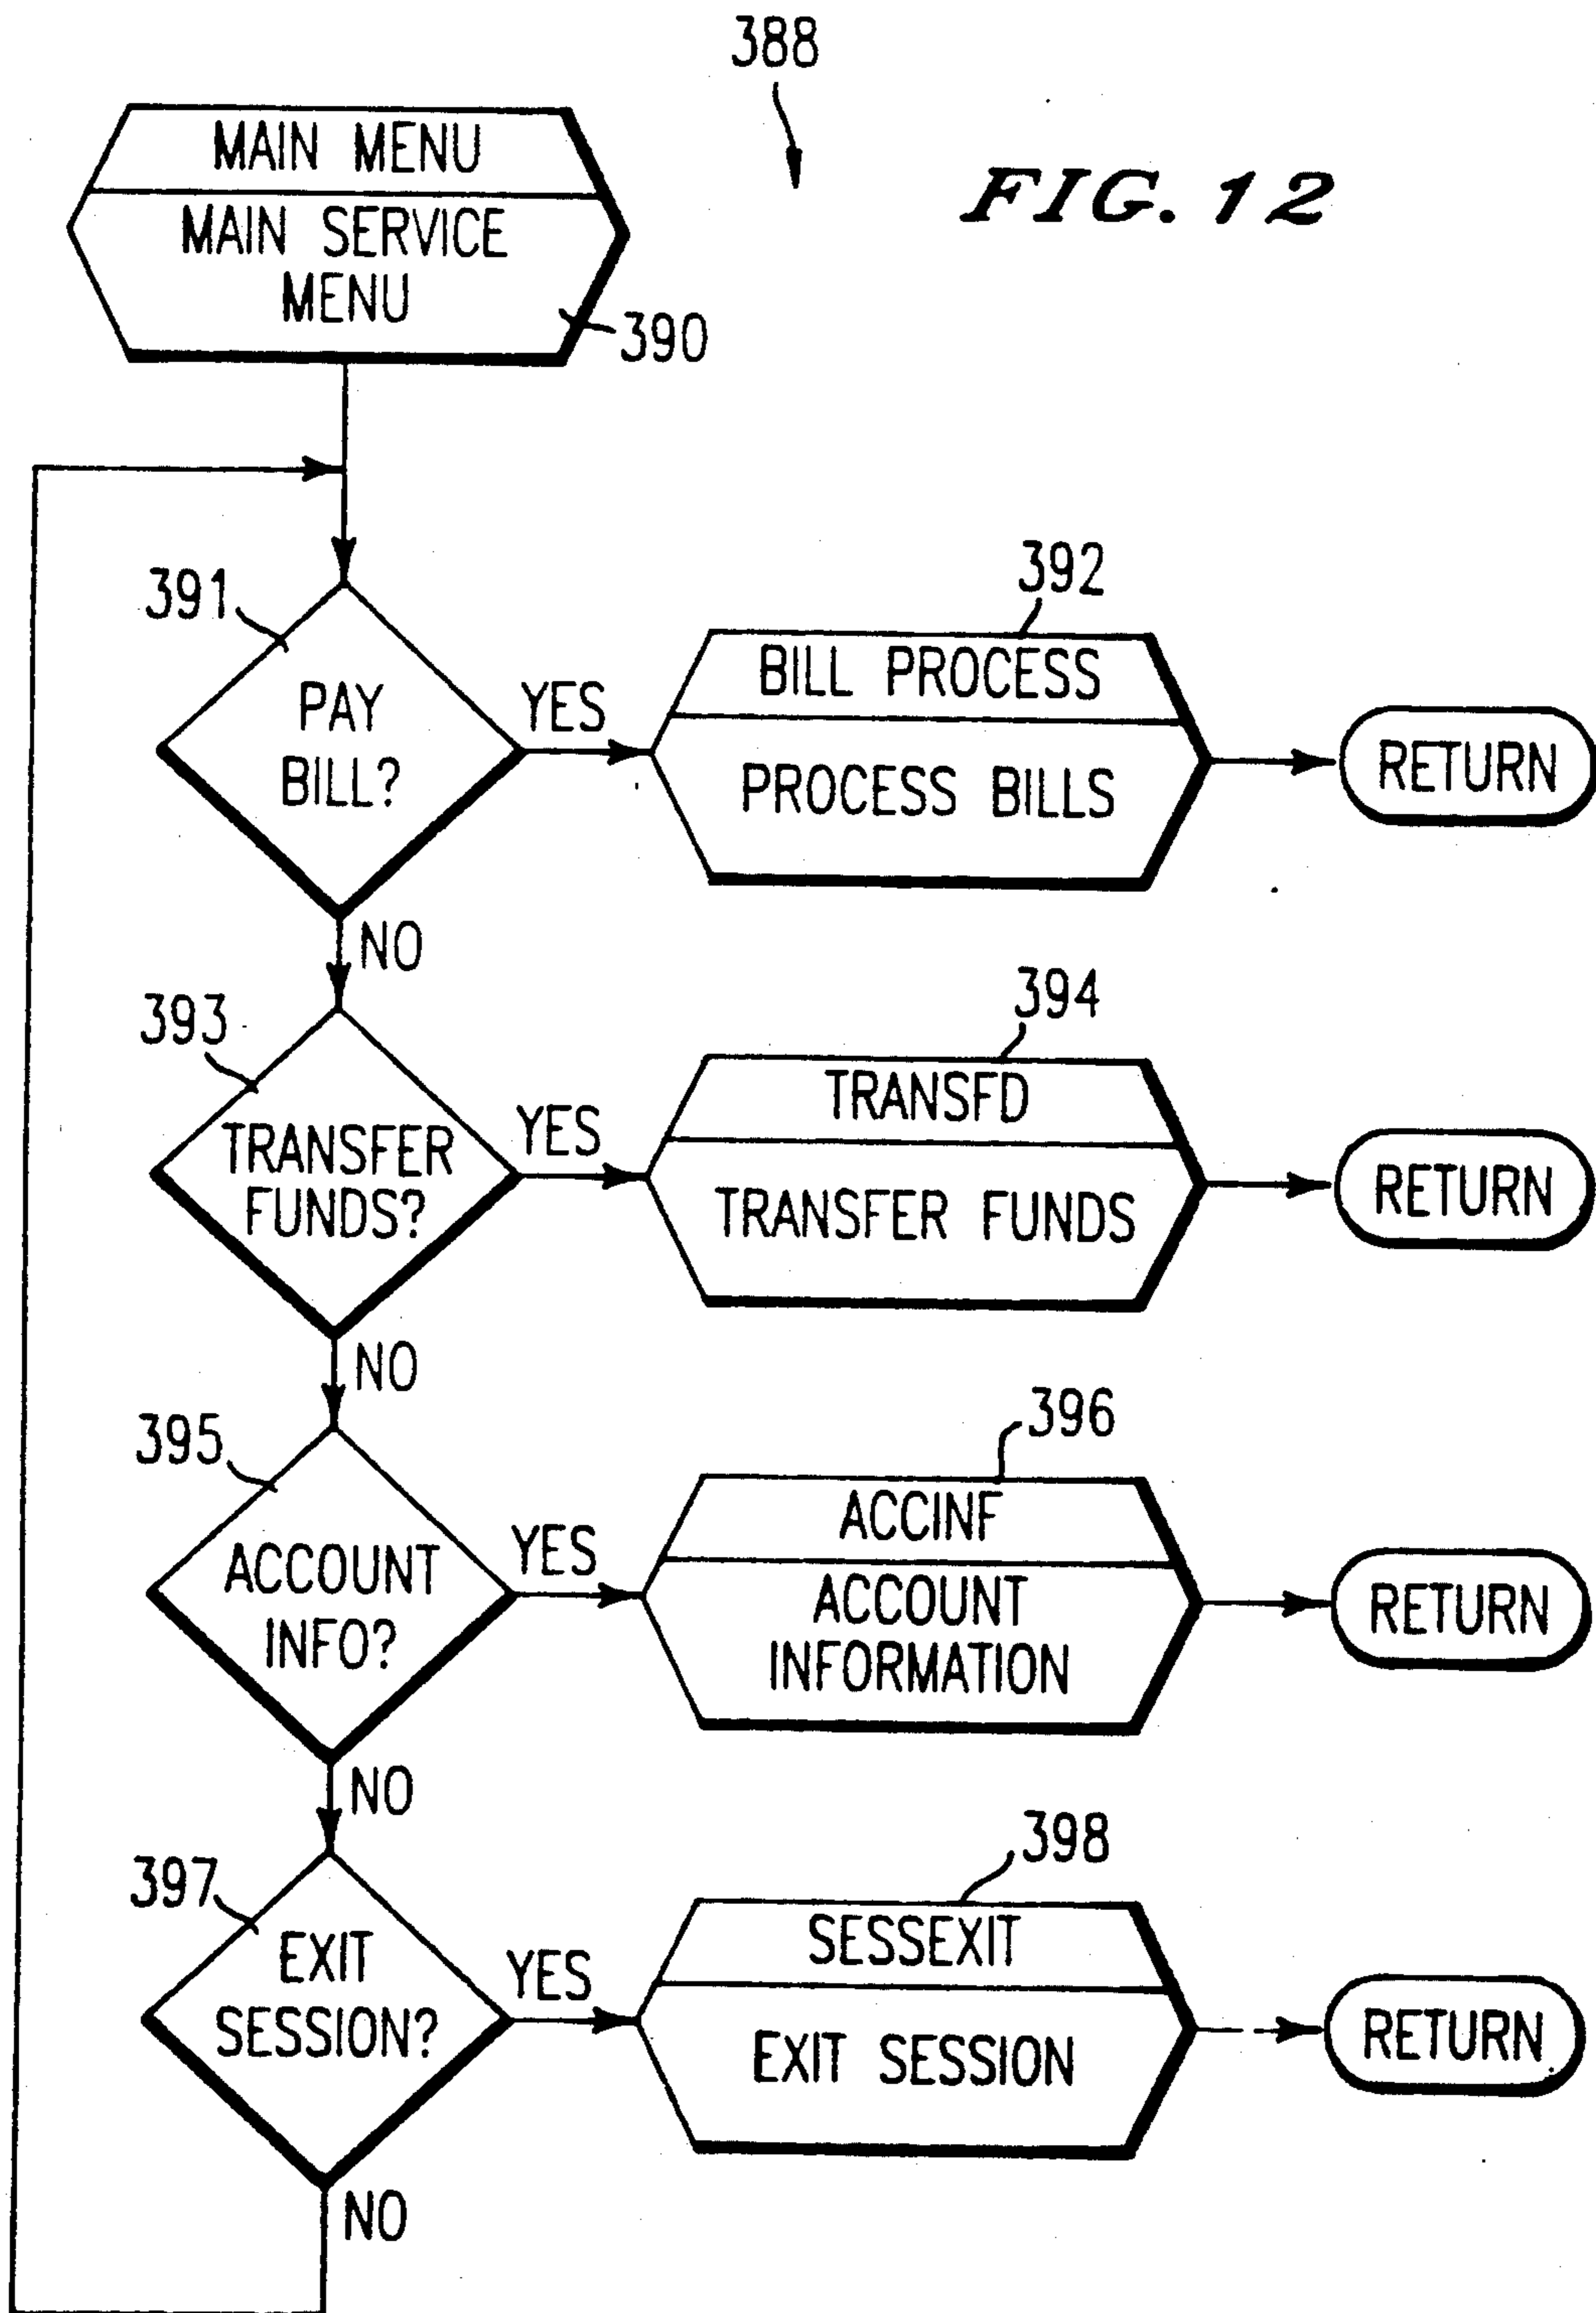 388
FIG. 12
MAIN MENU
MAIN SERVICE
MENU
390
391
PAY
BILL?
YES
NO
392
BILL PROCESS
PROCESS BILLS
RETURN
393
TRANSFER
FUNDS?
YES
NO
394
TRANSFD
TRANSFER FUNDS
RETURN
395
ACCOUNT
INFO?
YES
NO
396
ACCINF
ACCOUNT
INFORMATION
RETURN
397
EXIT
SESSION?
YES
NO
398
SESSEXIT
EXIT SESSION
RETURN